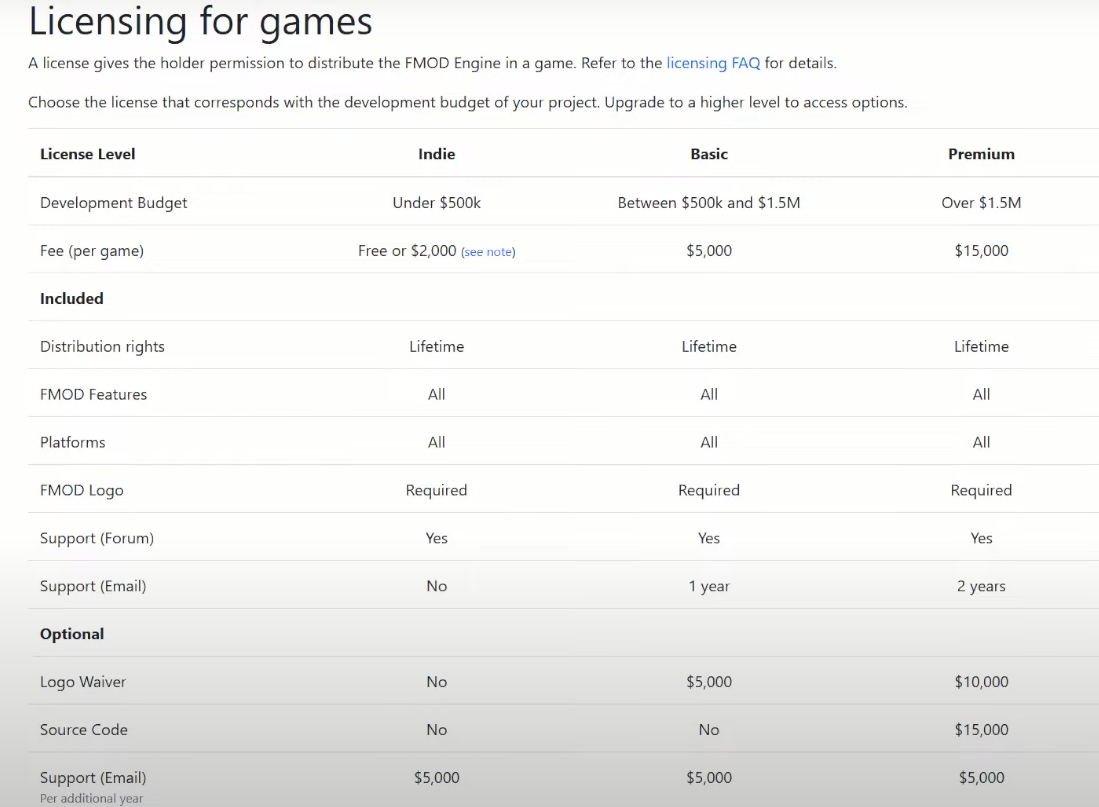 Licensing for games
A license gives the holder permission to distribute the FMOD Engine in a game. Refer to the licensing FAQ for details.
Choose the license that corresponds with the development budget of your project. Upgrade to a higher level to access options.
License Level Indie Basic Premium
Development Budget Under $500k Between $500k and $1.5M Over $1.5M
Fee (per game) Free or $2,000 (see note) $5,000 $15,000
Included
Distribution rights Lifetime Lifetime Lifetime
FMOD Features All All All
Platforms All All All
FMOD Logo Required Required Required
Support (Forum) Yes Yes Yes
Support (Email) No 1 year 2 years
Optional
Logo Waiver No $5,000 $10,000
Source Code No No $15,000
Support (Email) $5,000 $5,000 $5,000
Per additional year